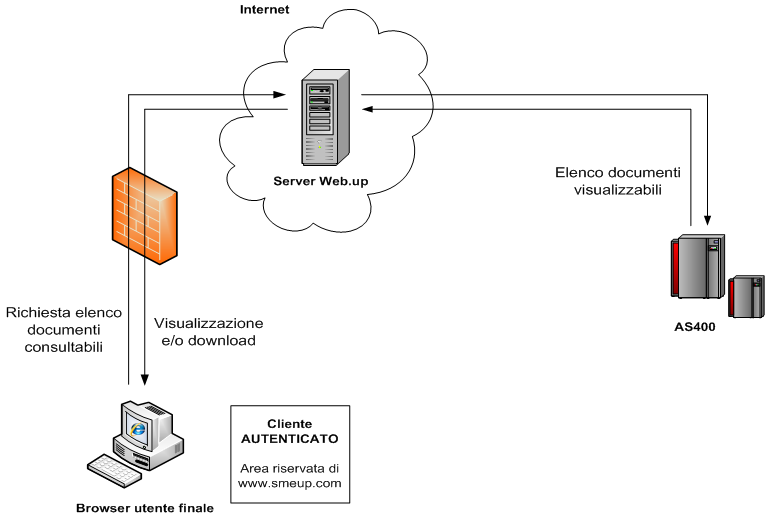 Internet
Server Web.up
Elenco documenti
visualizzabili
AS400
Richiesta elenco
documenti
consultabili
Visualizzazione
e/o download
Cliente
AUTENTICATO
Area riservata di
www.smeup.com
Browser utente finale